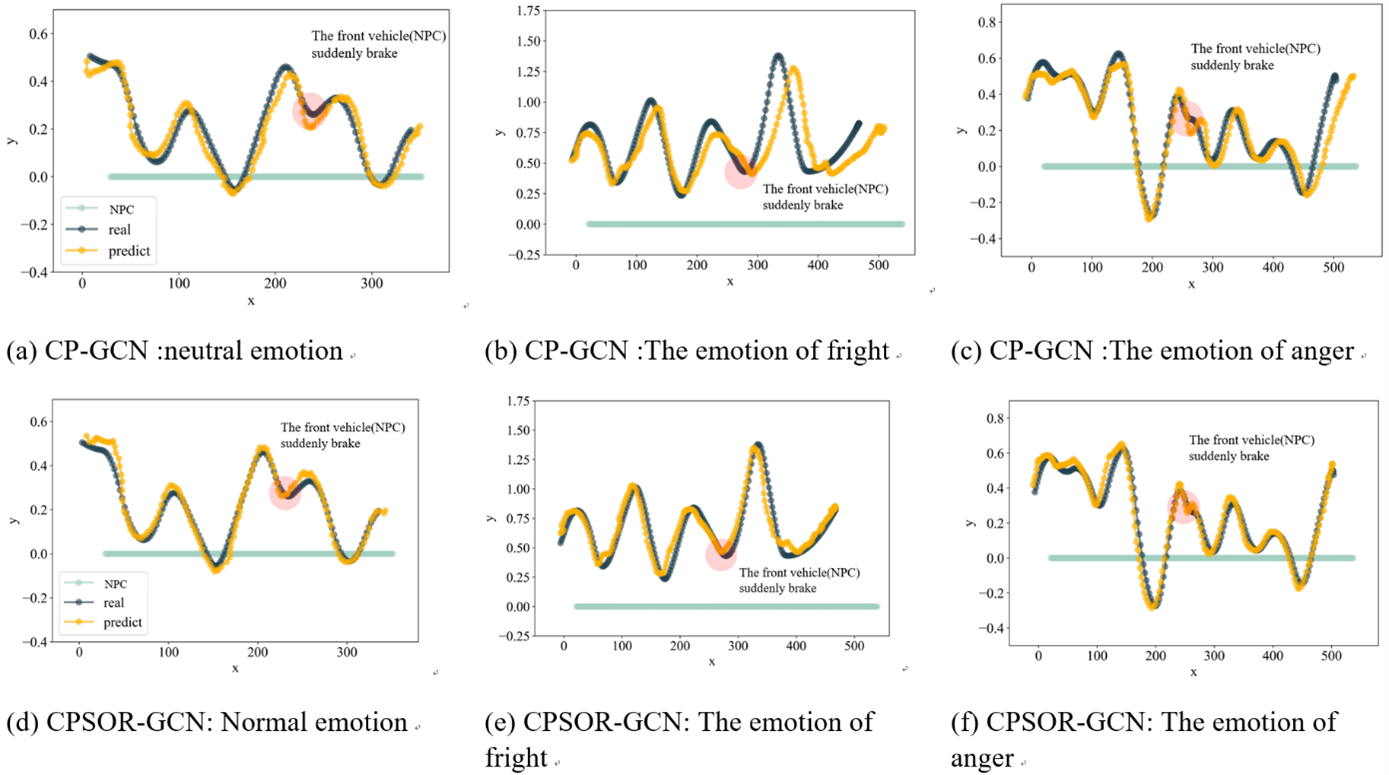 0.6
0.4
0.2
0.0
−0.2
−0.4
y
The front vehicle(NPC)
suddenly brake
NPC
real
predict
0 100 200 300
x
(a) CP-GCN :neutral emotion
1.75
1.50
1.25
1.00
0.75
0.50
0.25
0.00
−0.25
y
The front vehicle(NPC)
suddenly brake
0 100 200 300 400 500
x
(b) CP-GCN :The emotion of fright
0.8
0.6
0.4
0.2
0.0
−0.2
−0.4
y
The front vehicle(NPC)
suddenly brake
0 100 200 300 400 500
x
(c) CP-GCN :The emotion of anger
0.6
0.4
0.2
0.0
−0.2
−0.4
y
The front vehicle(NPC)
suddenly brake
NPC
real
predict
0 100 200 300
x
(d) CPSOR-GCN: Normal emotion
1.75
1.50
1.25
1.00
0.75
0.50
0.25
0.00
−0.25
y
The front vehicle(NPC)
suddenly brake
0 100 200 300 400 500
x
(e) CPSOR-GCN: The emotion of
fright
0.8
0.6
0.4
0.2
0.0
−0.2
−0.4
y
The front vehicle(NPC)
suddenly brake
0 100 200 300 400 500
x
(f) CPSOR-GCN: The emotion of
anger